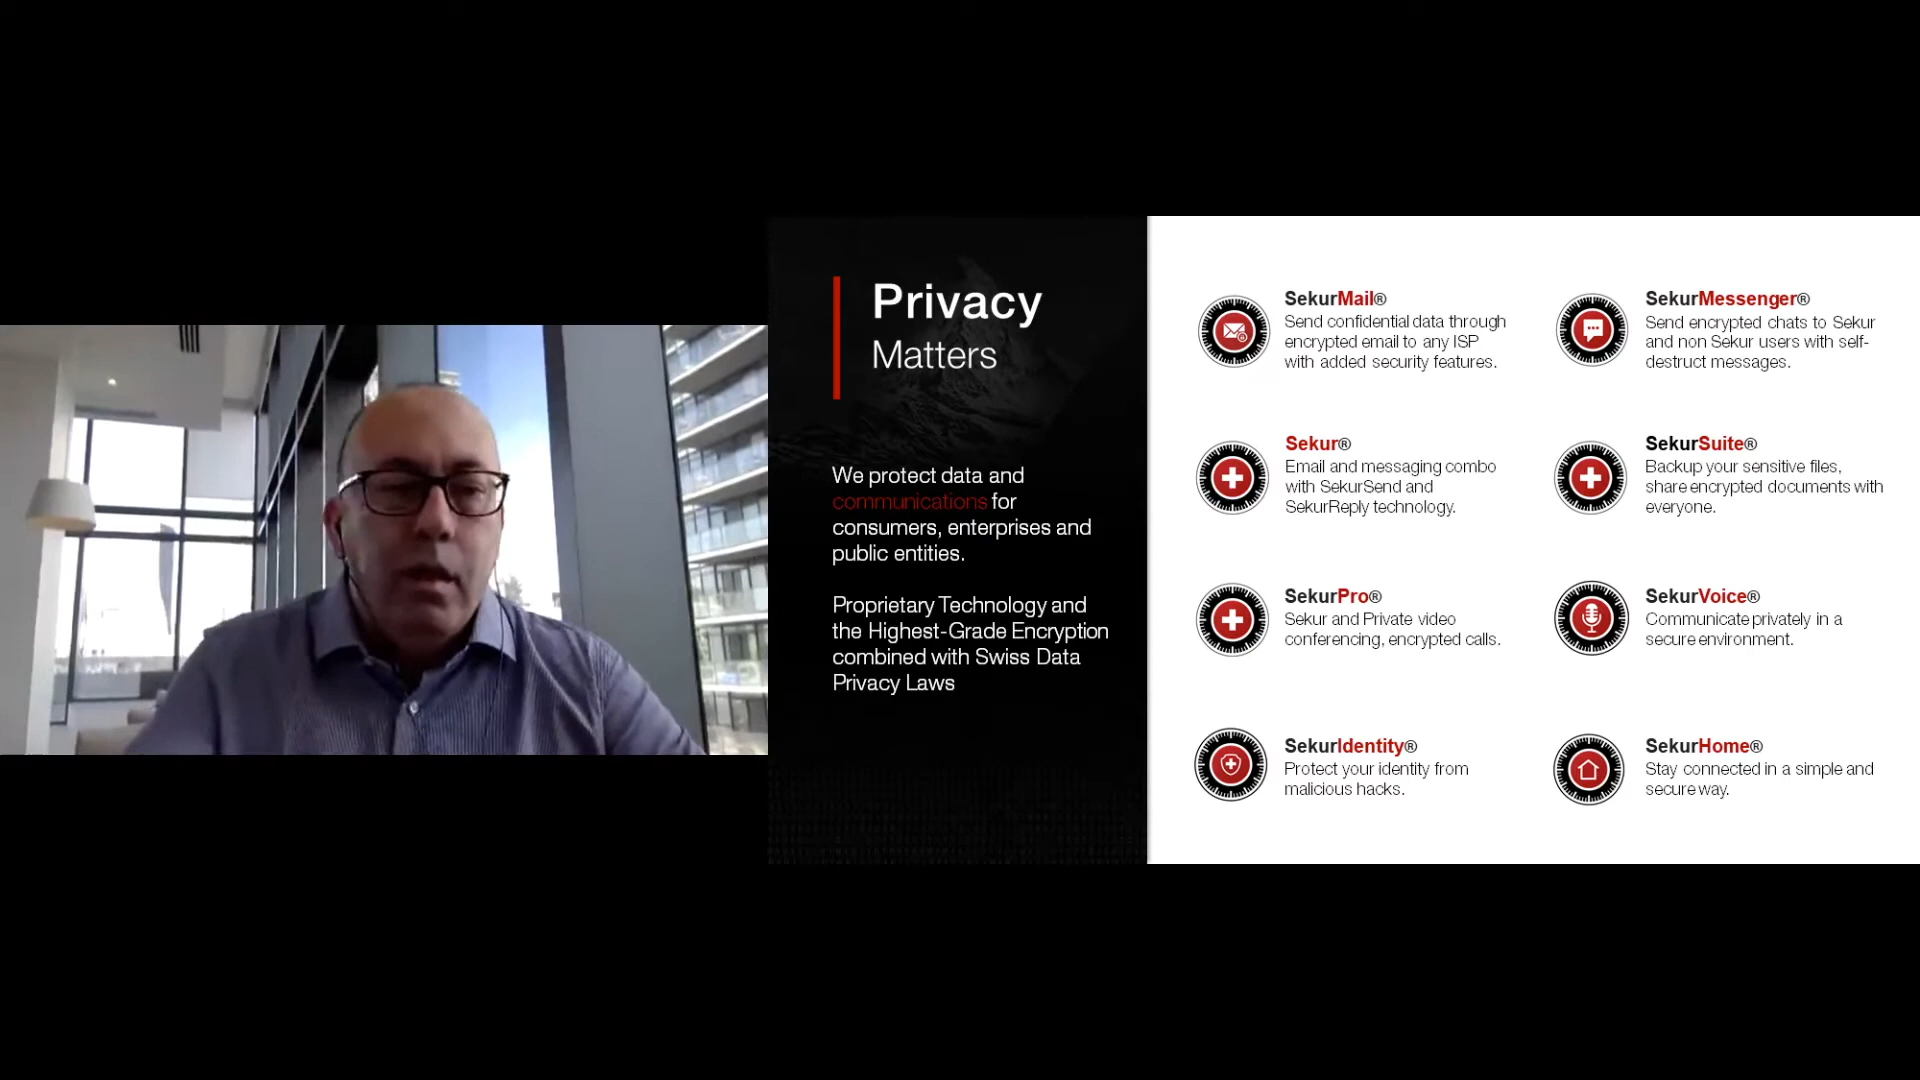 Privacy
Matters
We protect data and
communications for
consumers, enterprises and
public entities.
Proprietary Technology and
the Highest-Grade Encryption
combined with Swiss Data
Privacy Laws
SekurMail®
Send confidential data through
encrypted email to any ISP
with added security features.
SekurMessenger®
Send encrypted chats to Sekur
and non Sekur users with self-
destruct messages.
Sekur®
Email and messaging combo
with SekurSend and
SekurReply technology.
SekurSuite®
Backup your sensitive files,
share encrypted documents with
everyone.
SekurPro®
Sekur and Private video
conferencing, encrypted calls.
SekurVoice®
Communicate privately in a
secure environment.
SekurIdentity®
Protect your identity from
malicious hacks.
SekurHome®
Stay connected in a simple and
secure way.